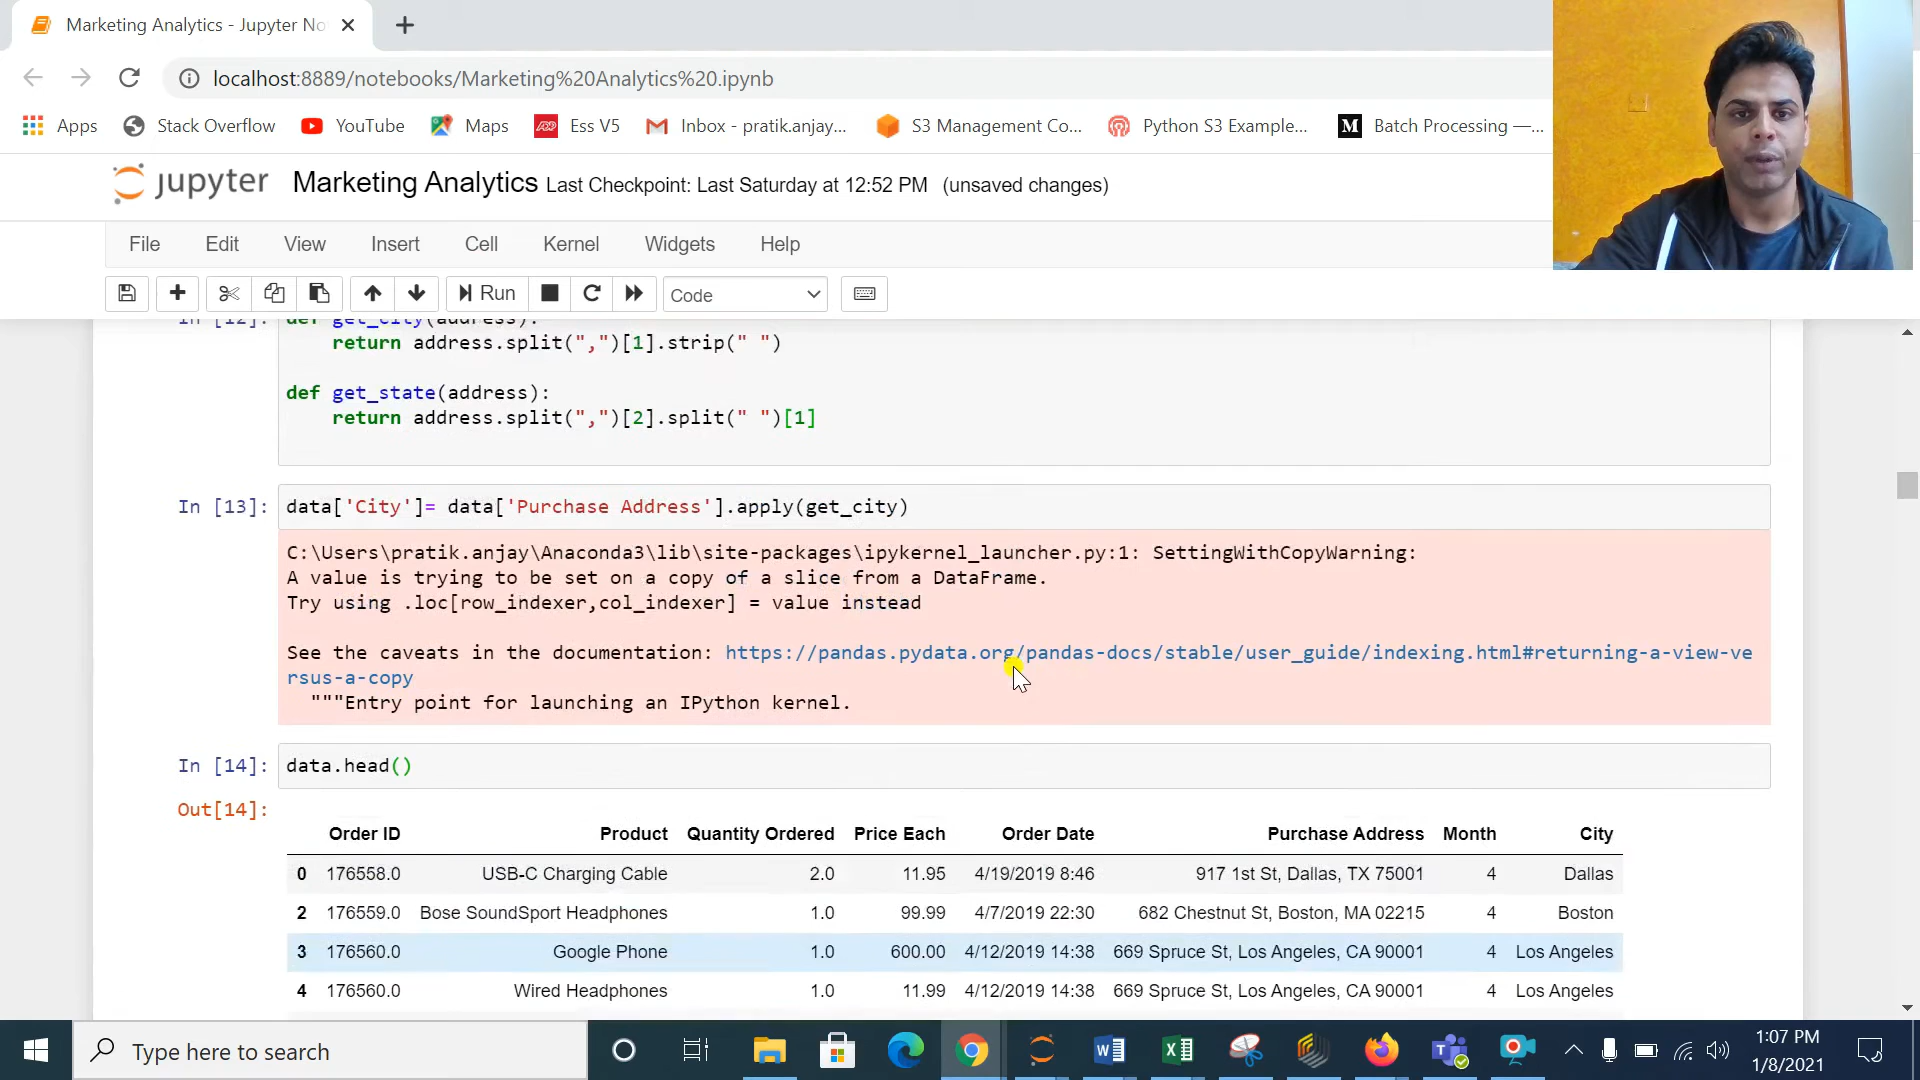 Marketing Analytics - Jupyter No
localhost:8889/notebooks/Marketing%20Analytics%20.ipynb
Apps Stack Overflow YouTube Maps Ess V5 Inbox - pratik.anjay... S3 Management Co... Python S3 Example... M Batch Processing —...
jupyter Marketing Analytics Last Checkpoint: Last Saturday at 12:52 PM (unsaved changes)
File Edit View Insert Cell Kernel Widgets Help
Run Code
In [12]: def get_city(address):
return address.split(",")[1].strip(" ")
def get_state(address):
return address.split(",")[2].split(" ")[1]
In [13]: data['City']= data['Purchase Address'].apply(get_city)
C:\Users\pratik.anjay\Anaconda3\lib\site-packages\ipykernel_launcher.py:1: SettingWithCopyWarning:
A value is trying to be set on a copy of a slice from a DataFrame.
Try using .loc[row_indexer,col_indexer] = value instead
See the caveats in the documentation: https://pandas.pydata.org/pandas-docs/stable/user_guide/indexing.html#returning-a-view-ve
rsus-a-copy
"""Entry point for launching an IPython kernel.
In [14]: data.head()
Out[14]:
Order ID Product Quantity Ordered Price Each Order Date Purchase Address Month City
0 176558.0 USB-C Charging Cable 2.0 11.95 4/19/2019 8:46 917 1st St, Dallas, TX 75001 4 Dallas
2 176559.0 Bose SoundSport Headphones 1.0 99.99 4/7/2019 22:30 682 Chestnut St, Boston, MA 02215 4 Boston
3 176560.0 Google Phone 1.0 600.00 4/12/2019 14:38 669 Spruce St, Los Angeles, CA 90001 4 Los Angeles
4 176560.0 Wired Headphones 1.0 11.99 4/12/2019 14:38 669 Spruce St, Los Angeles, CA 90001 4 Los Angeles
Type here to search
1:07 PM
1/8/2021